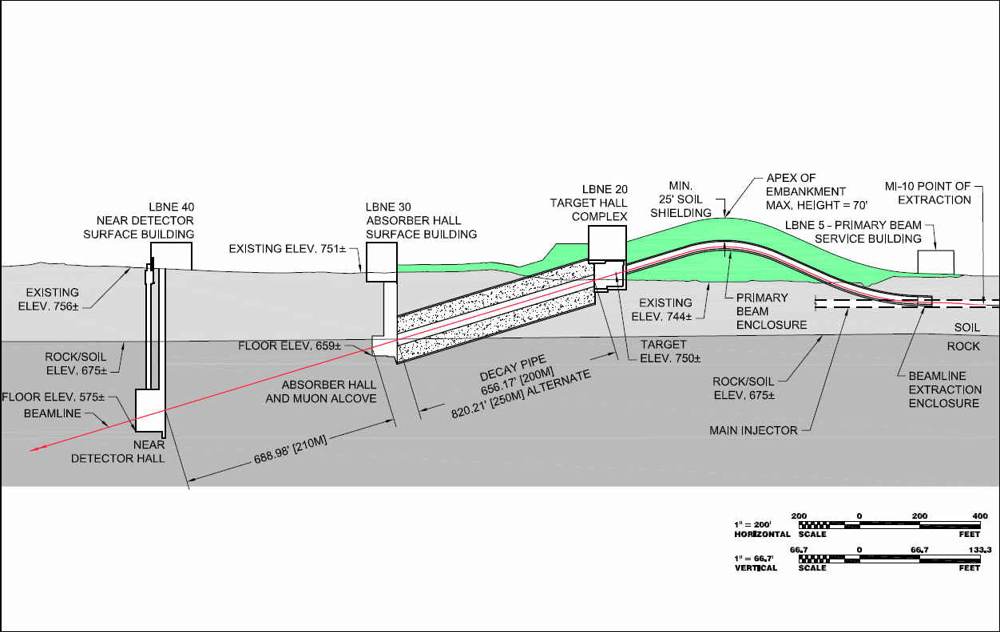 LBNE 40
NEAR DETECTOR
SURFACE BUILDING
LBNE 30
ABSORBER HALL
SURFACE BUILDING
LBNE 20
TARGET HALL
COMPLEX
MIN.
25' SOIL
SHIELDING
APEX OF
EMBANKMENT
MAX. HEIGHT = 70'
MI-10 POINT OF
EXTRACTION
LBNE 5 - PRIMARY BEAM
SERVICE BUILDING
EXISTING ELEV. 751±
EXISTING
ELEV. 756±
EXISTING
ELEV. 744±
PRIMARY
BEAM
ENCLOSURE
SOIL
ROCK
ROCK/SOIL
ELEV. 675±
FLOOR ELEV. 659±
TARGET
ELEV. 750±
DECAY PIPE
656.17' [200M]
820.21' [250M] ALTERNATE
ABSORBER HALL
AND MUON ALCOVE
ROCK/SOIL
ELEV. 675±
BEAMLINE
EXTRACTION
ENCLOSURE
FLOOR ELEV. 575±
BEAMLINE
MAIN INJECTOR
NEAR
DETECTOR HALL
688.98' [210M]
200 0 200 400
1" = 200'
HORIZONTAL SCALE FEET
66.7 0 66.7 133.3
1" = 66.7'
VERTICAL SCALE FEET